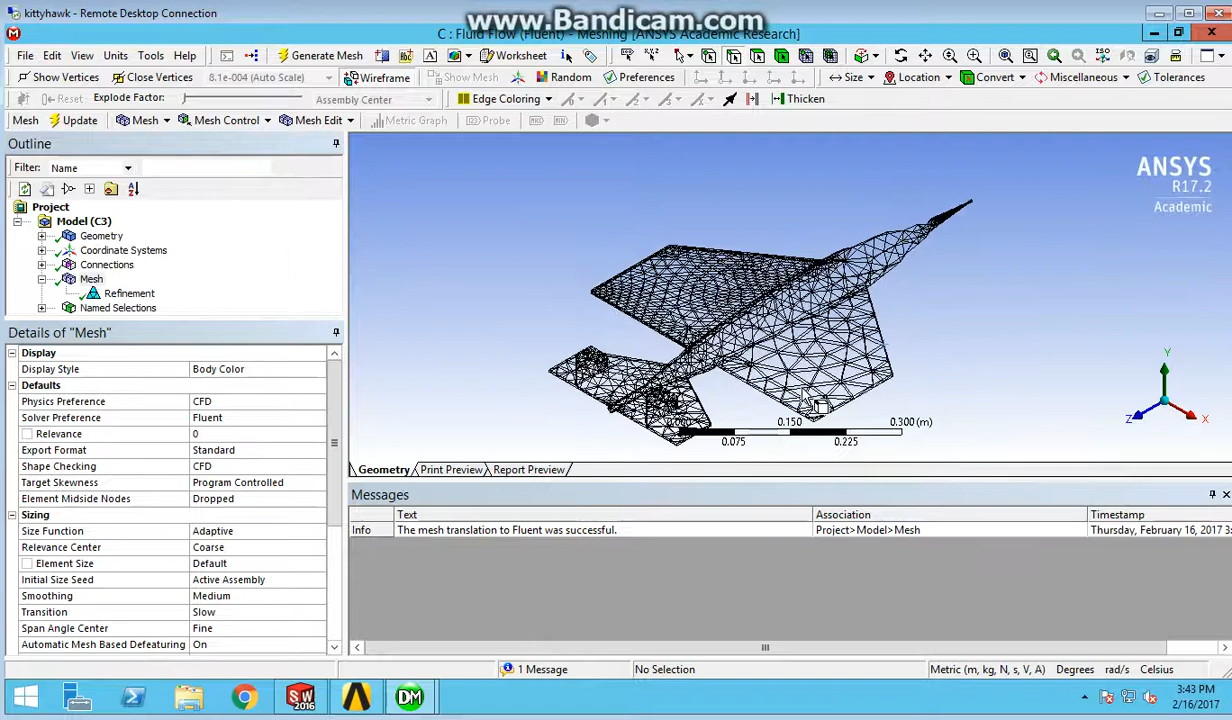 kittyhawk - Remote Desktop Connection
www.Bandicam.com
C : Fluid Flow (Fluent) - Meshing [ANSYS Academic Research]
File Edit View Units Tools Generate Mesh Worksheet
Show Vertices Close Vertices 8.1e-004 (Auto Scale) Wireframe Show Mesh Random Preferences Size Location Convert Miscellaneous Tolerances
Reset Explode Factor: Assembly Center Edge Coloring Thicken
Mesh Update Mesh Mesh Control Mesh Edit Metric Graph Probe
Outline
Filter: Name
Project
Model (C3)
Geometry
Coordinate Systems
Connections
Mesh
Refinement
Named Selections
Details of "Mesh"
Display
Display Style Body Color
Defaults
Physics Preference CFD
Solver Preference Fluent
Relevance 0
Export Format Standard
Shape Checking CFD
Target Skewness Program Controlled
Element Midside Nodes Dropped
Sizing
Size Function Adaptive
Relevance Center Coarse
Element Size Default
Initial Size Seed Active Assembly
Smoothing Medium
Transition Slow
Span Angle Center Fine
Automatic Mesh Based Defeaturing On
ANSYS
R17.2
Academic
0.000 0.150 0.300 (m)
0.075 0.225
Y
Z X
Geometry Print Preview Report Preview
Messages
Text Association Timestamp
Info The mesh translation to Fluent was successful. Project>Model>Mesh Thursday, February 16, 2017 3:
1 Message No Selection Metric (m, kg, N, s, V, A) Degrees rad/s Celsius
SW 2016 DM
3:43 PM
2/16/2017